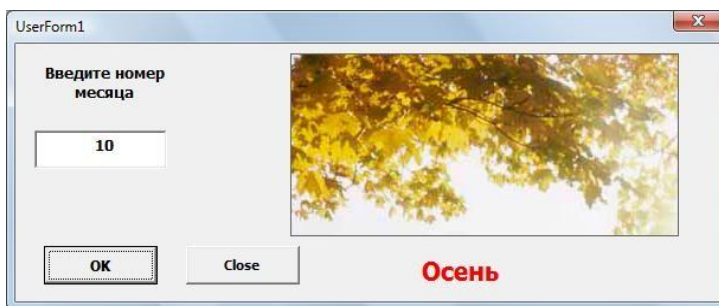 UserForm1
Введите номер
месяца
10
OK
Close
Осень